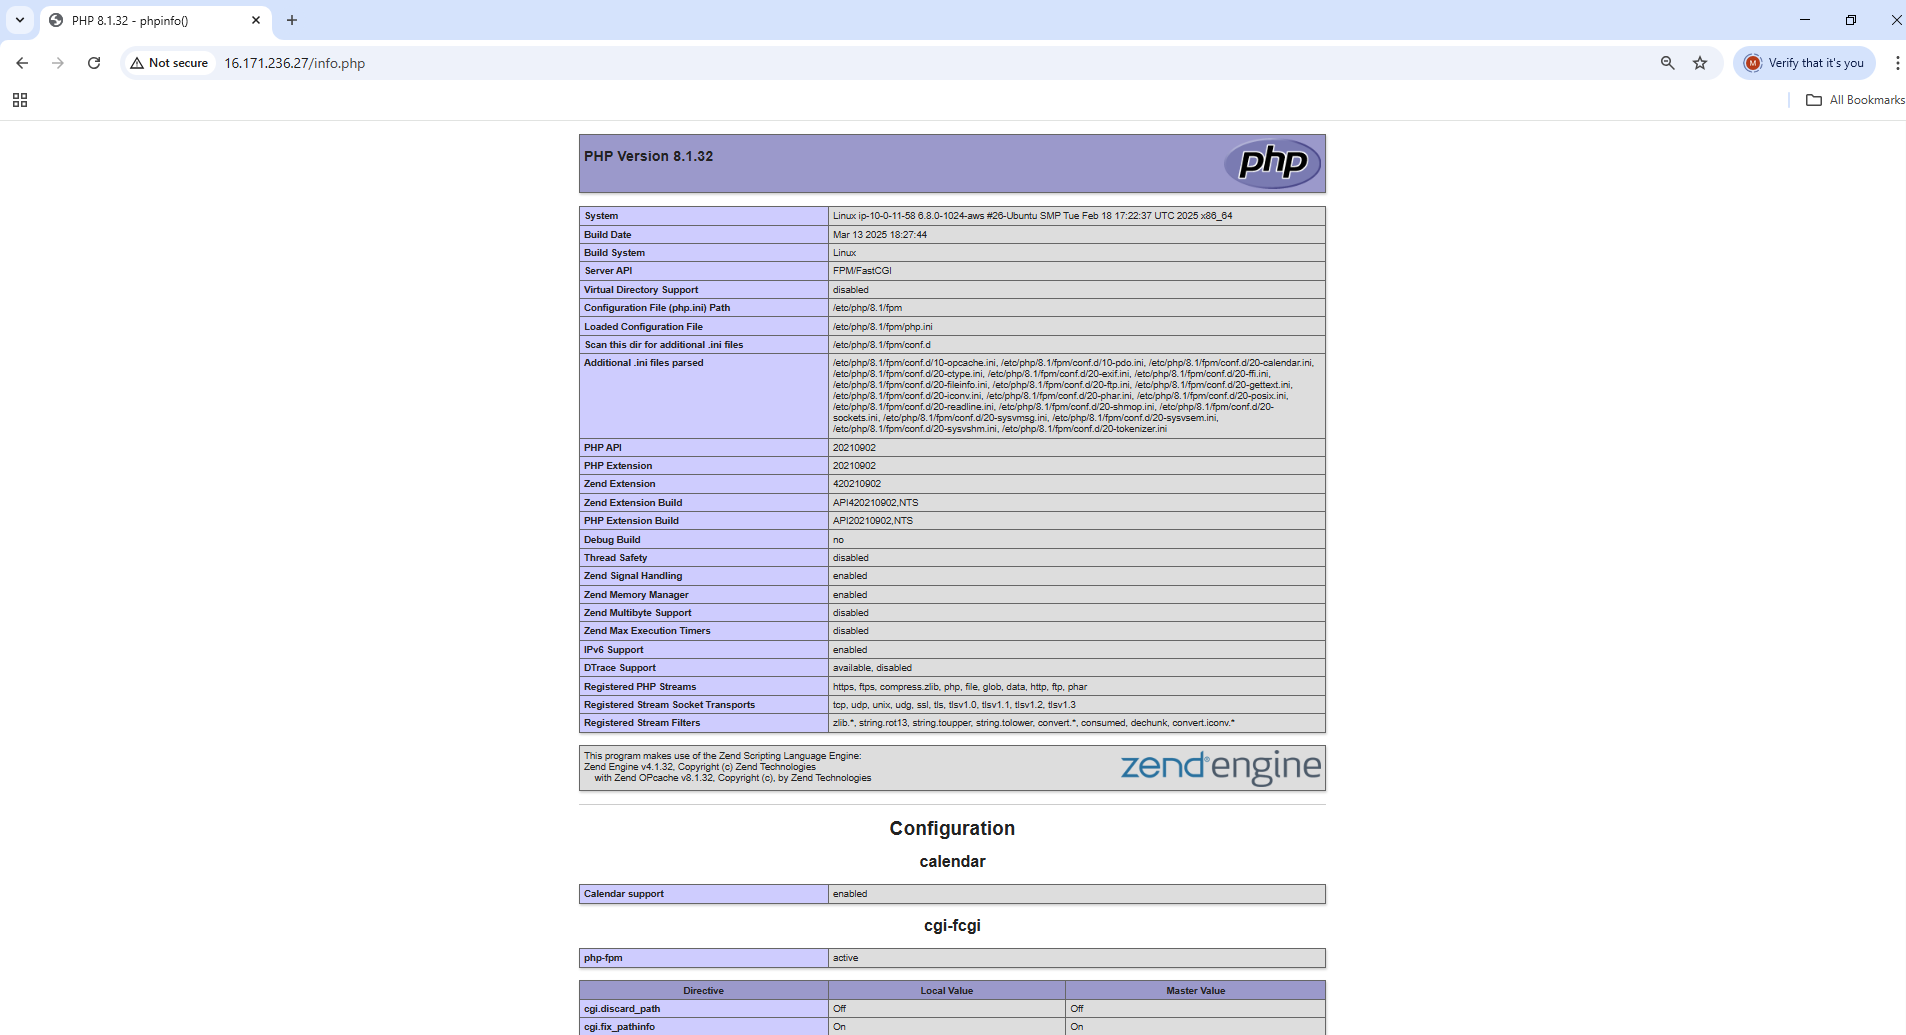 PHP 8.1.32 - phpinfo()
Not secure
16.171.236.27/info.php
Verify that it's you
All Bookmarks
PHP Version 8.1.32
php
System Linux ip-10-0-11-58 6.8.0-1024-aws #26-Ubuntu SMP Tue Feb 18 17:22:37 UTC 2025 x86_64
Build Date Mar 13 2025 18:27:44
Build System Linux
Server API FPM/FastCGI
Virtual Directory Support disabled
Configuration File (php.ini) Path /etc/php/8.1/fpm
Loaded Configuration File /etc/php/8.1/fpm/php.ini
Scan this dir for additional .ini files /etc/php/8.1/fpm/conf.d
Additional .ini files parsed /etc/php/8.1/fpm/conf.d/10-opcache.ini, /etc/php/8.1/fpm/conf.d/10-pdo.ini, /etc/php/8.1/fpm/conf.d/20-calendar.ini,
/etc/php/8.1/fpm/conf.d/20-ctype.ini, /etc/php/8.1/fpm/conf.d/20-exif.ini, /etc/php/8.1/fpm/conf.d/20-ffi.ini,
/etc/php/8.1/fpm/conf.d/20-fileinfo.ini, /etc/php/8.1/fpm/conf.d/20-ftp.ini, /etc/php/8.1/fpm/conf.d/20-gettext.ini,
/etc/php/8.1/fpm/conf.d/20-iconv.ini, /etc/php/8.1/fpm/conf.d/20-phar.ini, /etc/php/8.1/fpm/conf.d/20-posix.ini,
/etc/php/8.1/fpm/conf.d/20-readline.ini, /etc/php/8.1/fpm/conf.d/20-shmop.ini, /etc/php/8.1/fpm/conf.d/20-
sockets.ini, /etc/php/8.1/fpm/conf.d/20-sysvmsg.ini, /etc/php/8.1/fpm/conf.d/20-sysvsem.ini,
/etc/php/8.1/fpm/conf.d/20-sysvshm.ini, /etc/php/8.1/fpm/conf.d/20-tokenizer.ini
PHP API 20210902
PHP Extension 20210902
Zend Extension 420210902
Zend Extension Build API420210902,NTS
PHP Extension Build API20210902,NTS
Debug Build no
Thread Safety disabled
Zend Signal Handling enabled
Zend Memory Manager enabled
Zend Multibyte Support disabled
Zend Max Execution Timers disabled
IPv6 Support enabled
DTrace Support available, disabled
Registered PHP Streams https, ftps, compress.zlib, php, file, glob, data, http, ftp, phar
Registered Stream Socket Transports tcp, udp, unix, udg, ssl, tls, tlsv1.0, tlsv1.1, tlsv1.2, tlsv1.3
Registered Stream Filters zlib.*, string.rot13, string.toupper, string.tolower, convert.*, consumed, dechunk, convert.iconv.*
This program makes use of the Zend Scripting Language Engine:
Zend Engine v4.1.32, Copyright (c) Zend Technologies
with Zend OPcache v8.1.32, Copyright (c), by Zend Technologies
zend engine
Configuration
calendar
Calendar support enabled
cgi-fcgi
php-fpm active
Directive Local Value Master Value
cgi.discard_path Off Off
cgi.fix_pathinfo On On